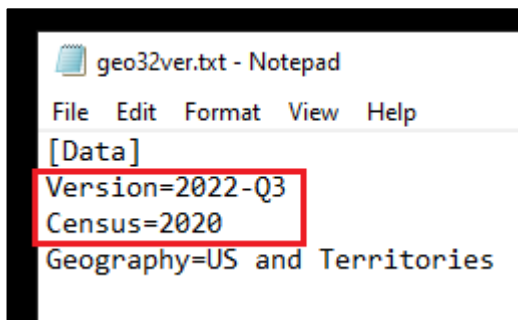 geo32ver.txt - Notepad
File Edit Format View Help
[Data]
Version=2022-Q3
Census=2020
Geography=US and Territories